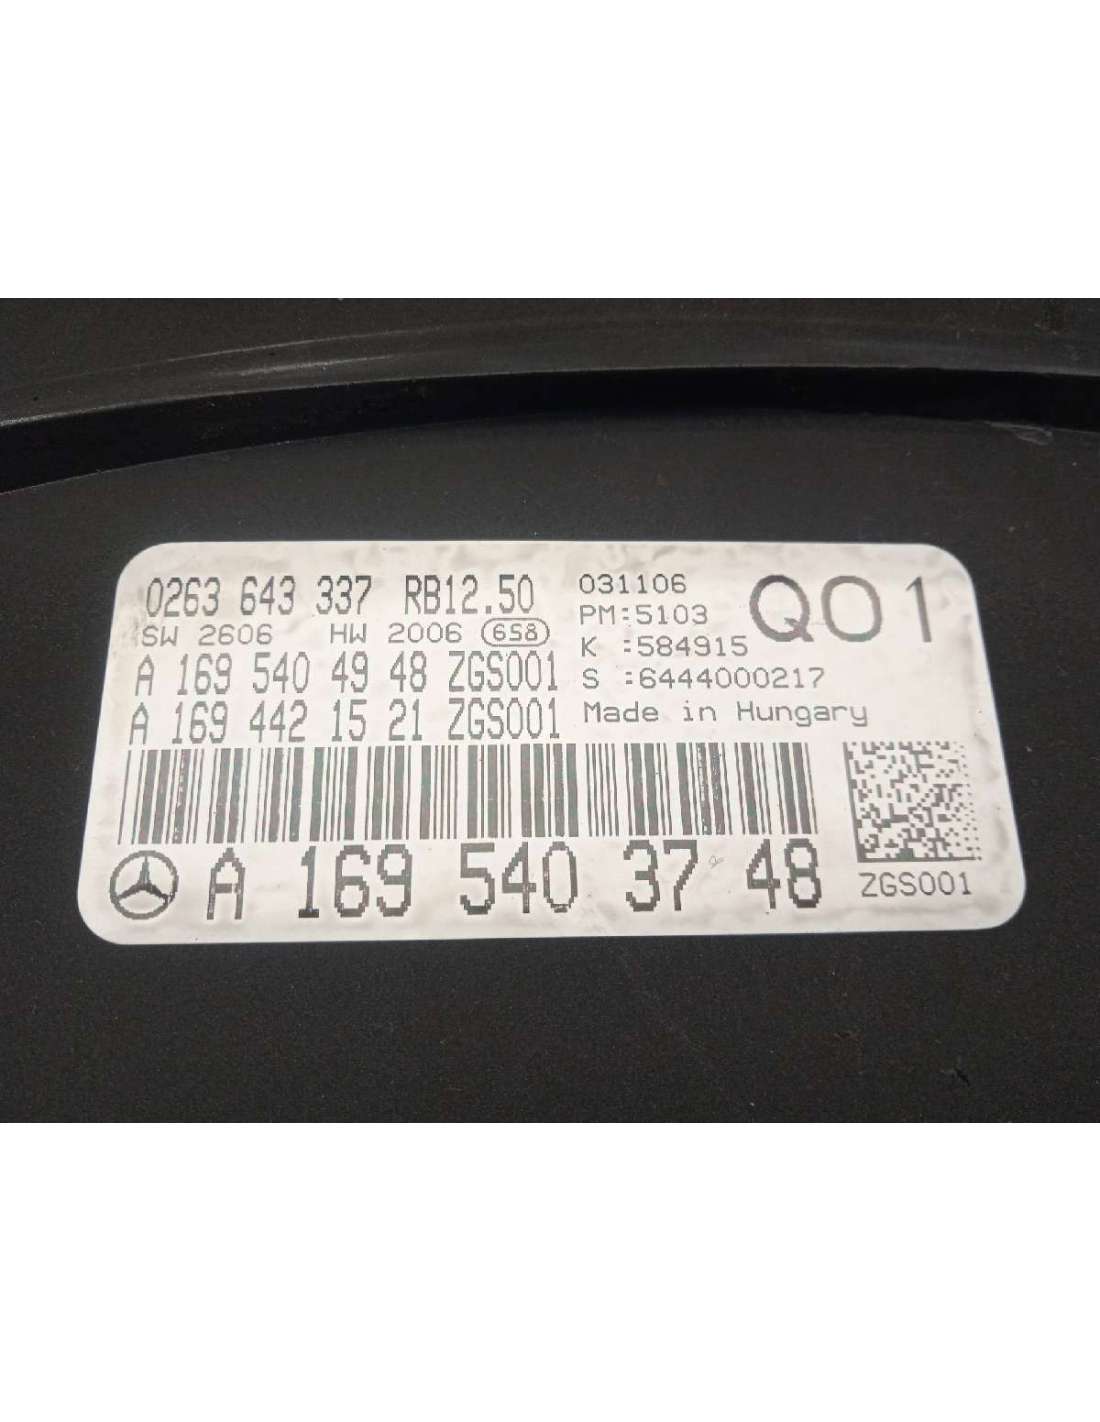 0263 643 337 RB12.50
SW 2606 HW 2006 658
A 169 540 49 48 ZGS001
A 169 442 15 21 ZGS001
031106
PM:5103
K :584915
S :6444000217
Made in Hungary
Q01
ZGS001
A 169 540 37 48